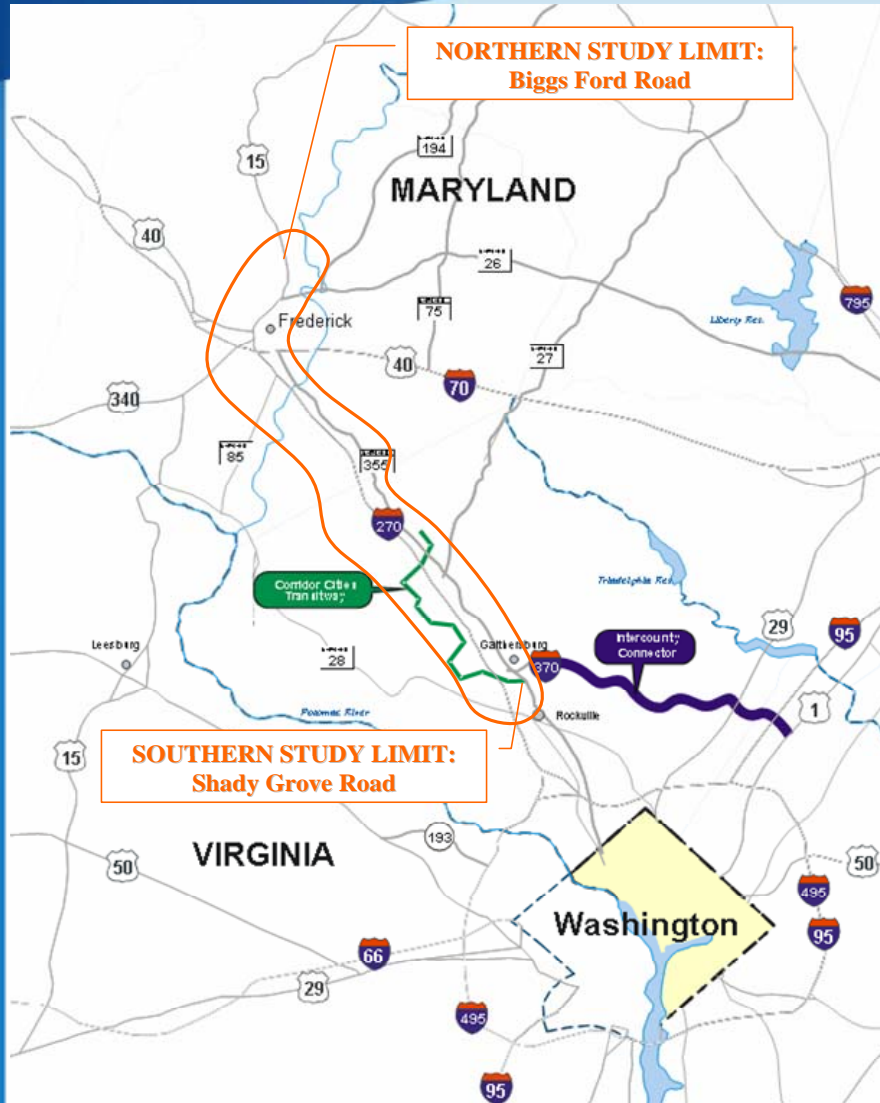 NORTHERN STUDY LIMIT:
Biggs Ford Road
194
15
MARYLAND
40
26
795
Liberty Res.
75
Frederick
27
40
70
340
85
355
270
Corridor Cities
Transitway
Triadelphia Res.
29
95
Leesburg
28
Gaithersburg
370
Intercounty
Connector
1
Potomac River
Rockville
SOUTHERN STUDY LIMIT:
Shady Grove Road
15
193
VIRGINIA
50
50
495
Washington
95
66
29
495
95